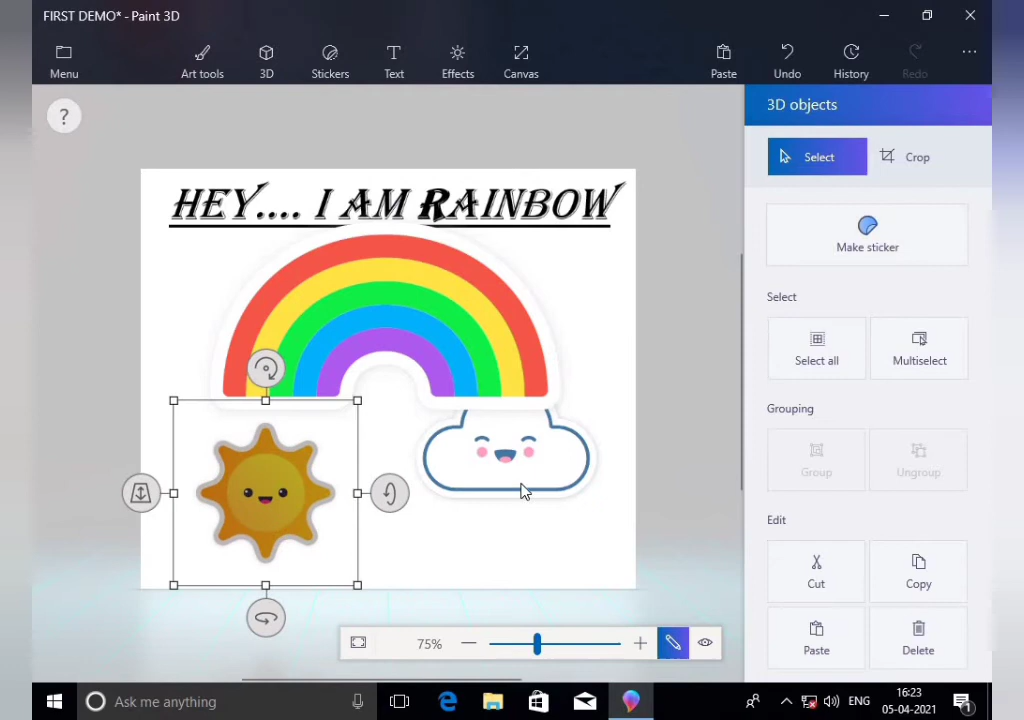 FIRST DEMO* - Paint 3D
Menu
Art tools
3D
Stickers
Text
Effects
Canvas
Paste
Undo
History
Redo
?
3D objects
Select
Crop
HEY.... I AM RAINBOW
Make sticker
Select
Select all
Multiselect
Grouping
Group
Ungroup
Edit
Cut
Copy
Paste
Delete
75%
Ask me anything
ENG
16:23
05-04-2021
1